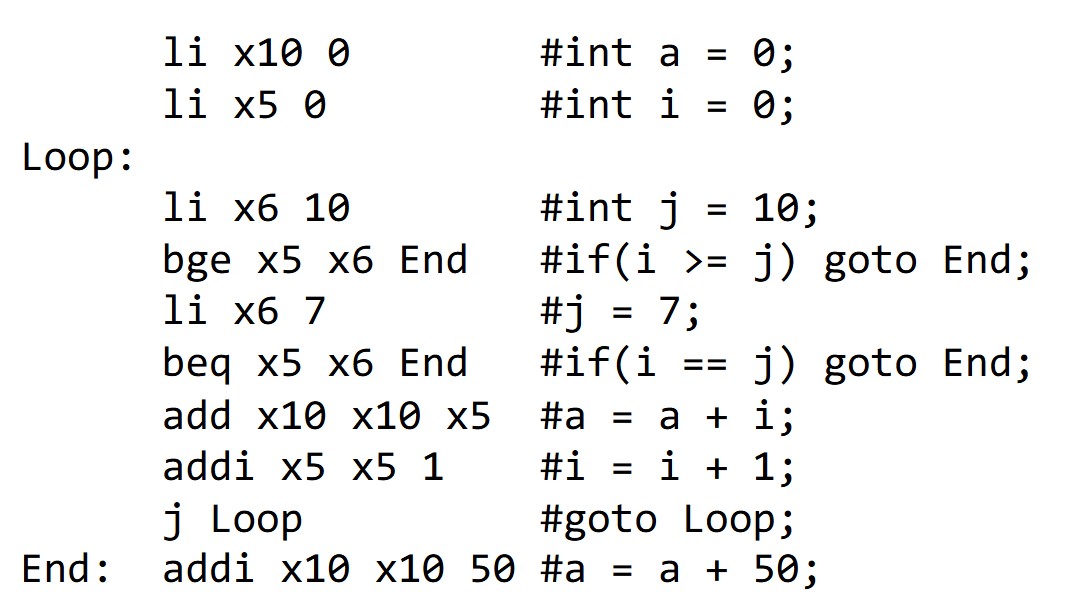 li x10 0 #int a = 0;
li x5 0 #int i = 0;
Loop:
li x6 10 #int j = 10;
bge x5 x6 End #if(i >= j) goto End;
li x6 7 #j = 7;
beq x5 x6 End #if(i == j) goto End;
add x10 x10 x5 #a = a + i;
addi x5 x5 1 #i = i + 1;
j Loop #goto Loop;
End: addi x10 x10 50 #a = a + 50;